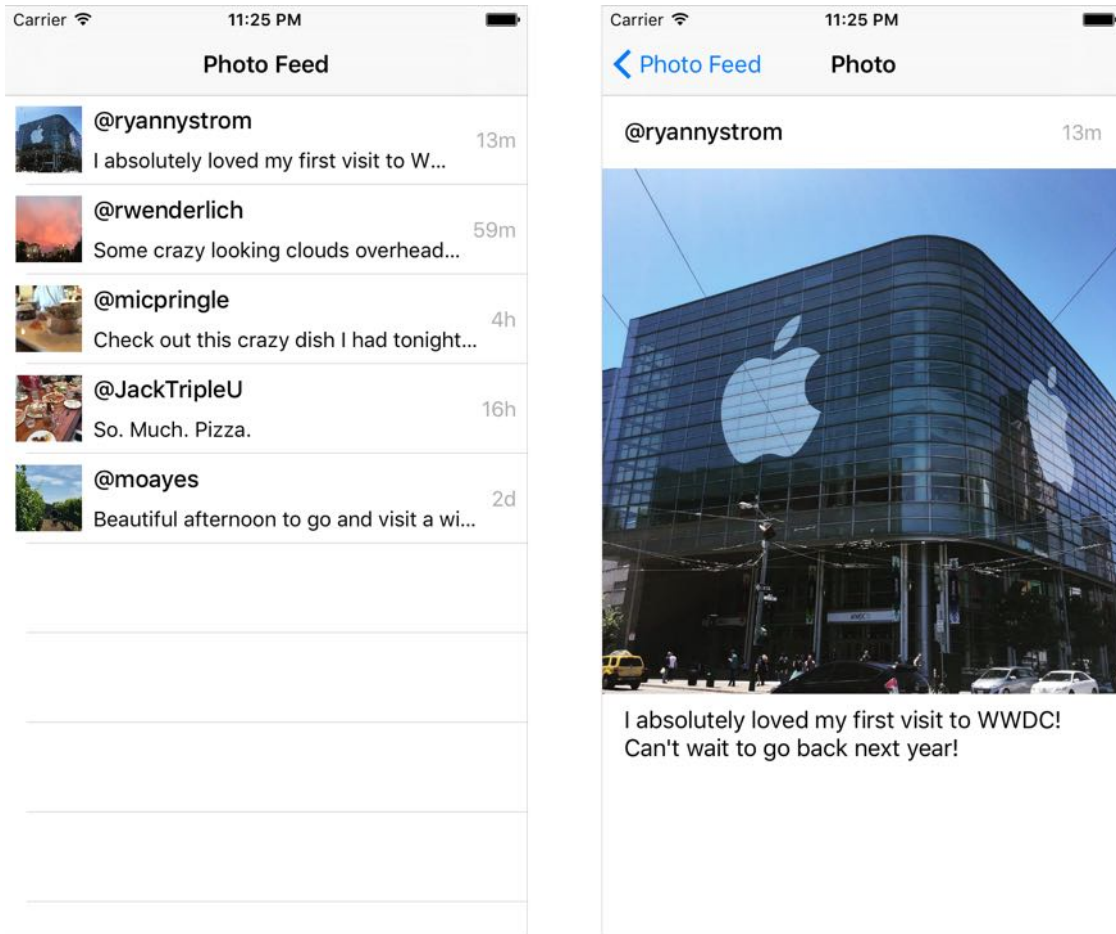 Carrier
11:25 PM
Photo Feed
@ryannystrom
13m
I absolutely loved my first visit to W...
@rwenderlich
59m
Some crazy looking clouds overhead...
@micpringle
4h
Check out this crazy dish I had tonight...
@JackTripleU
16h
So. Much. Pizza.
@moayes
2d
Beautiful afternoon to go and visit a wi...
Carrier
11:25 PM
Photo Feed
Photo
@ryannystrom
13m
I absolutely loved my first visit to WWDC!
Can't wait to go back next year!